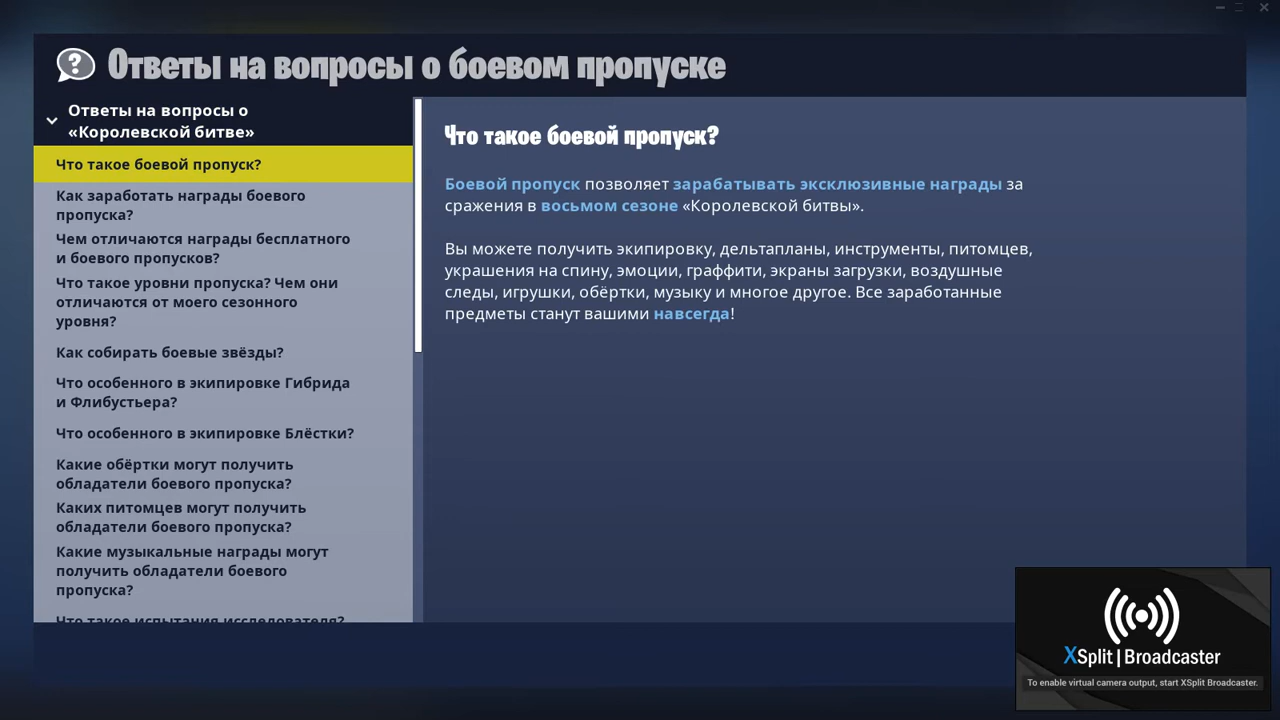 Ответы на вопросы о боевом пропуске
Ответы на вопросы о
«Королевской битве»
Что такое боевой пропуск?
Как заработать награды боевого
пропуска?
Чем отличаются награды бесплатного
и боевого пропусков?
Что такое уровни пропуска? Чем они
отличаются от моего сезонного
уровня?
Как собирать боевые звёзды?
Что особенного в экипировке Гибрида
и Флибустьера?
Что особенного в экипировке Блёстки?
Какие обёртки могут получить
обладатели боевого пропуска?
Каких питомцев могут получить
обладатели боевого пропуска?
Какие музыкальные награды могут
получить обладатели боевого
пропуска?
Что такое испытания исследователя?
Что такое боевой пропуск?
Боевой пропуск позволяет зарабатывать эксклюзивные награды за
сражения в восьмом сезоне «Королевской битвы».
Вы можете получить экипировку, дельтапланы, инструменты, питомцев,
украшения на спину, эмоции, граффити, экраны загрузки, воздушные
следы, игрушки, обёртки, музыку и многое другое. Все заработанные
предметы станут вашими навсегда!
XSplit | Broadcaster
To enable virtual camera output, start XSplit Broadcaster.